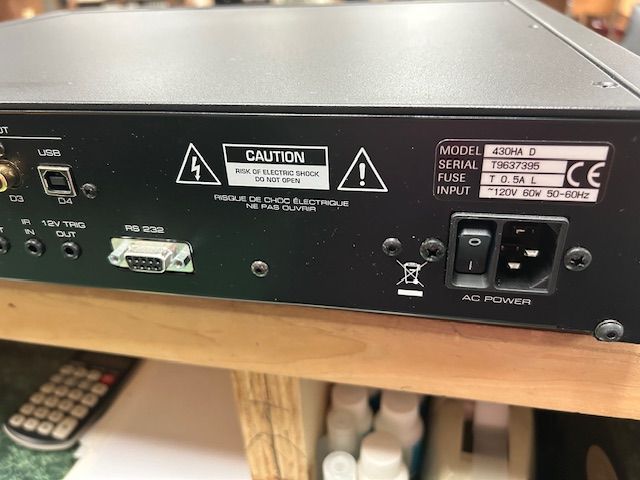 USB
D3
D4
IR
IN
12V TRIG
OUT
RS 232
CAUTION
RISK OF ELECTRIC SHOCK
DO NOT OPEN
RISQUE DE CHOC ÉLECTRIQUE
NE PAS OUVRIR
MODEL 430HA D
SERIAL T9637395
FUSE T 0.5A L
INPUT ~120V 60W 50-60Hz
CE
AC POWER